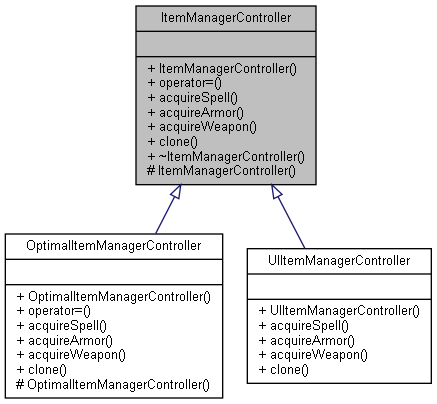 ItemManagerController
+ ItemManagerController()
+ operator=()
+ acquireSpell()
+ acquireArmor()
+ acquireWeapon()
+ clone()
+ ~ItemManagerController()
# ItemManagerController()
OptimalItemManagerController
+ OptimalItemManagerController()
+ operator=()
+ acquireSpell()
+ acquireArmor()
+ acquireWeapon()
+ clone()
# OptimalItemManagerController()
UIItemManagerController
+ UIItemManagerController()
+ acquireSpell()
+ acquireArmor()
+ acquireWeapon()
+ clone()